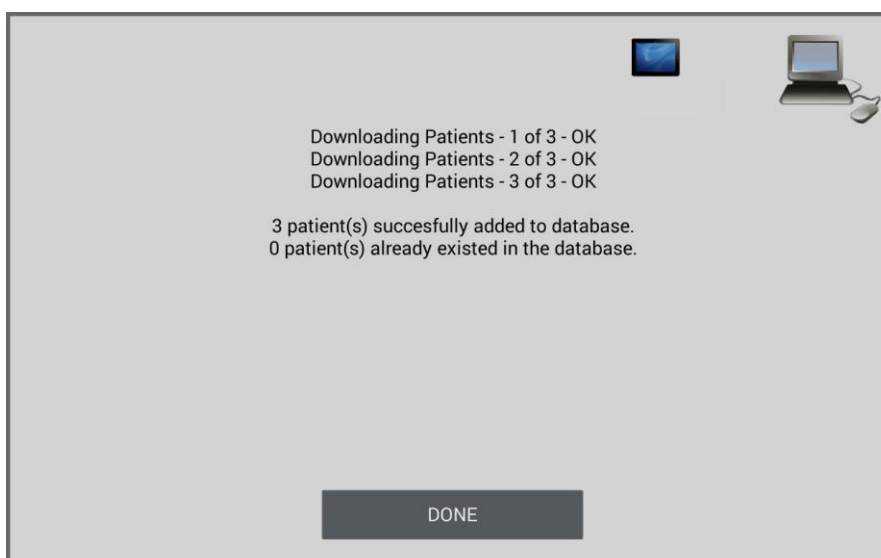 Downloading Patients - 1 of 3 - OK
Downloading Patients - 2 of 3 - OK
Downloading Patients - 3 of 3 - OK
3 patient(s) succesfully added to database.
0 patient(s) already existed in the database.
DONE